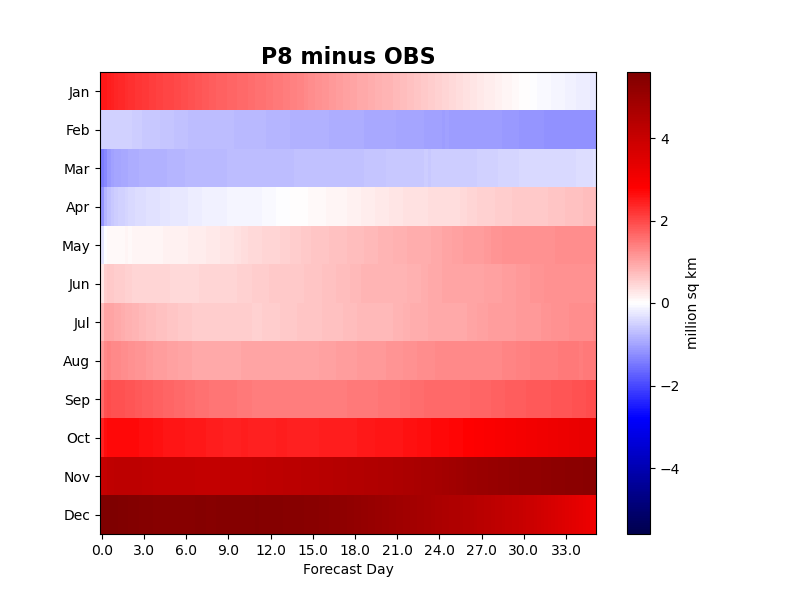 P8 minus OBS
Jan
Feb
Mar
Apr
May
Jun
Jul
Aug
Sep
Oct
Nov
Dec
0.0 3.0 6.0 9.0 12.0 15.0 18.0 21.0 24.0 27.0 30.0 33.0
Forecast Day
4
2
0
−2
−4
million sq km